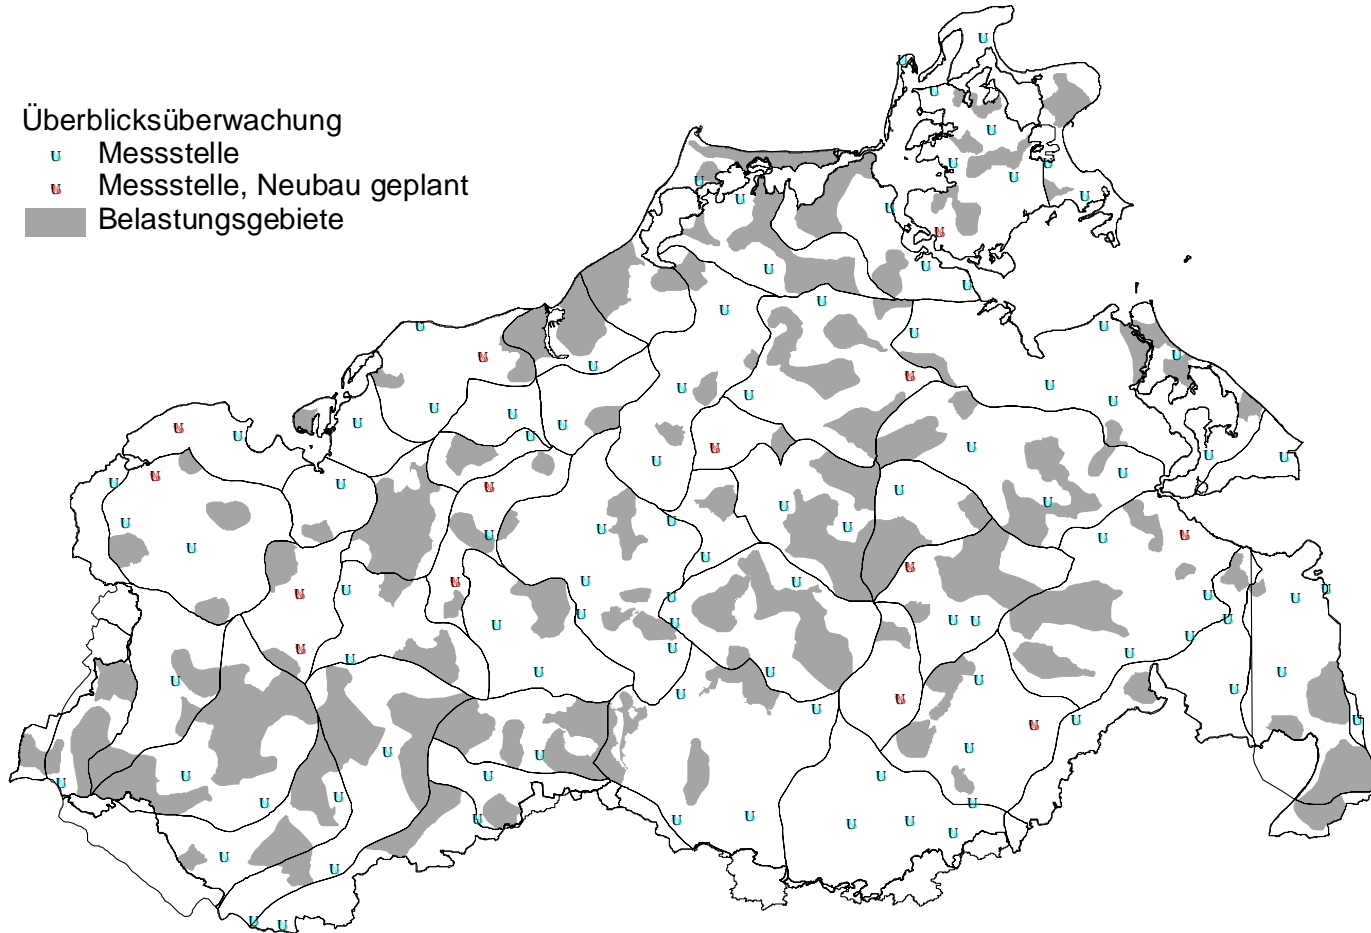 Überblicksüberwachung
U Messstelle
Messstelle, Neubau geplant
Belastungsgebiete